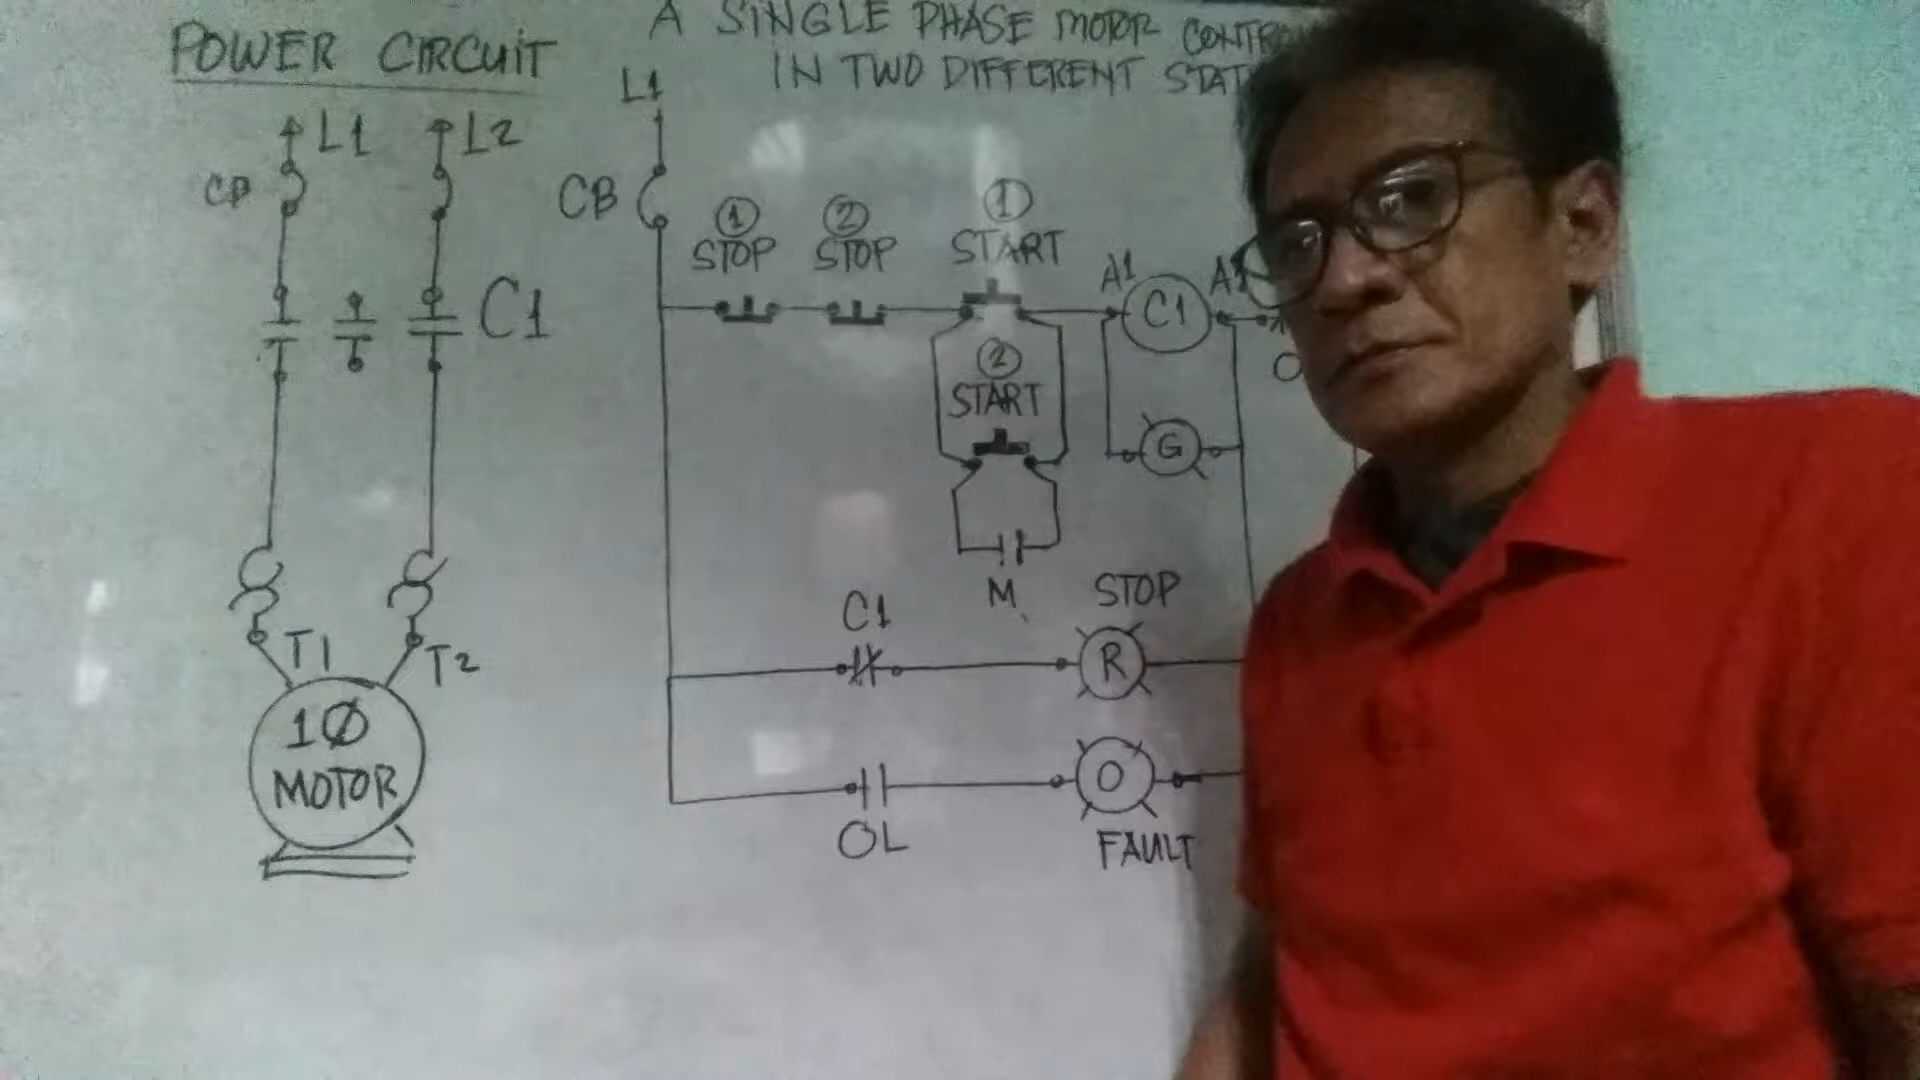 POWER CIRCUIT
A SINGLE PHASE MOTOR
IN TWO DIFFERENT
L1 L2
C1
T1 T2
1Ø
MOTOR
L1
CB
1 2 1
STOP STOP START
A1 C1 A1
2
START
G
M
C1 STOP
R
O
OL FAULT